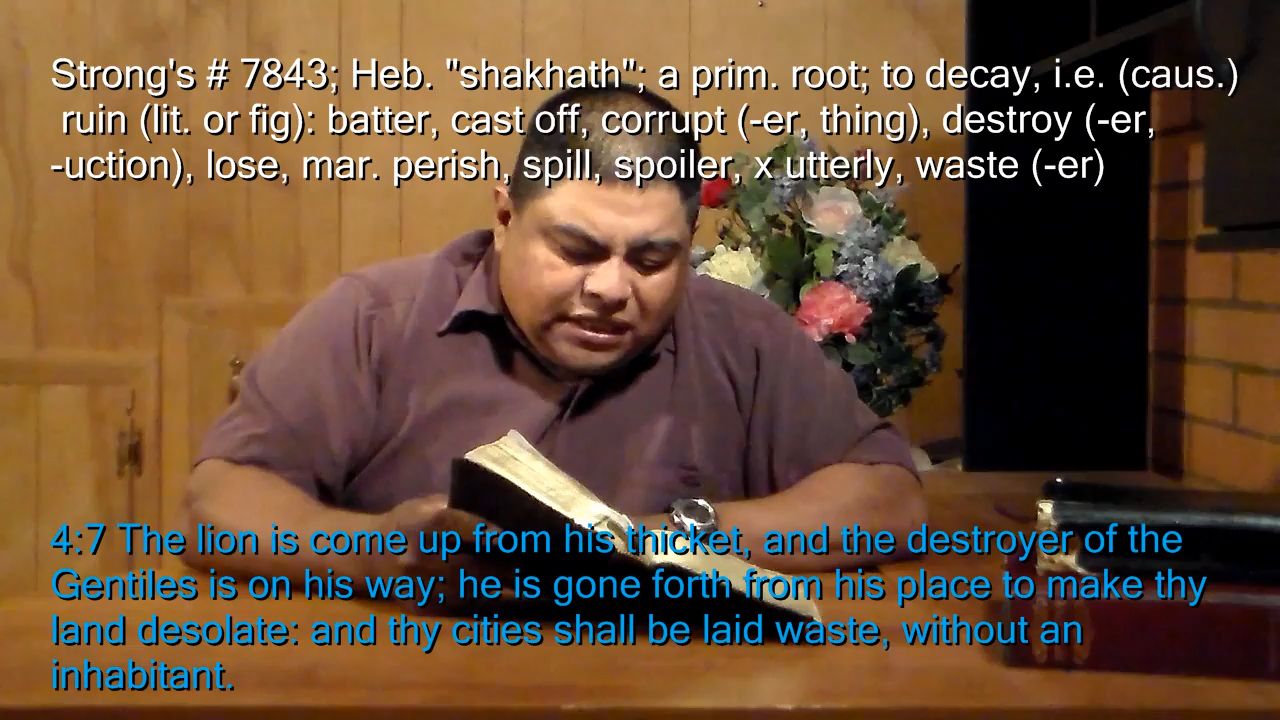 Strong's # 7843; Heb. "shakhath"; a prim. root; to decay, i.e. (caus.)
ruin (lit. or fig): batter, cast off, corrupt (-er, thing), destroy (-er,
-uction), lose, mar. perish, spill, spoiler, x utterly, waste (-er)
4:7 The lion is come up from his thicket, and the destroyer of the
Gentiles is on his way; he is gone forth from his place to make thy
land desolate: and thy cities shall be laid waste, without an
inhabitant.